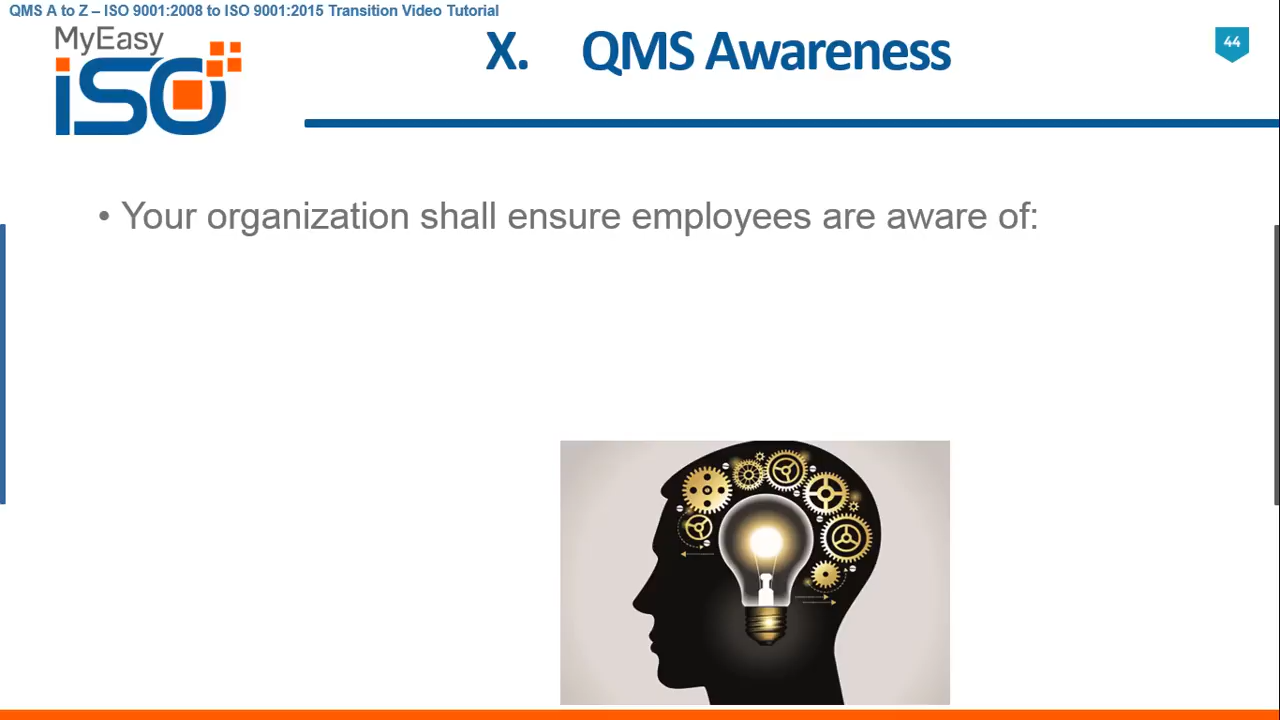 QMS A to Z – ISO 9001:2008 to ISO 9001:2015 Transition Video Tutorial
MyEasy
iSO
X. QMS Awareness
44
• Your organization shall ensure employees are aware of: